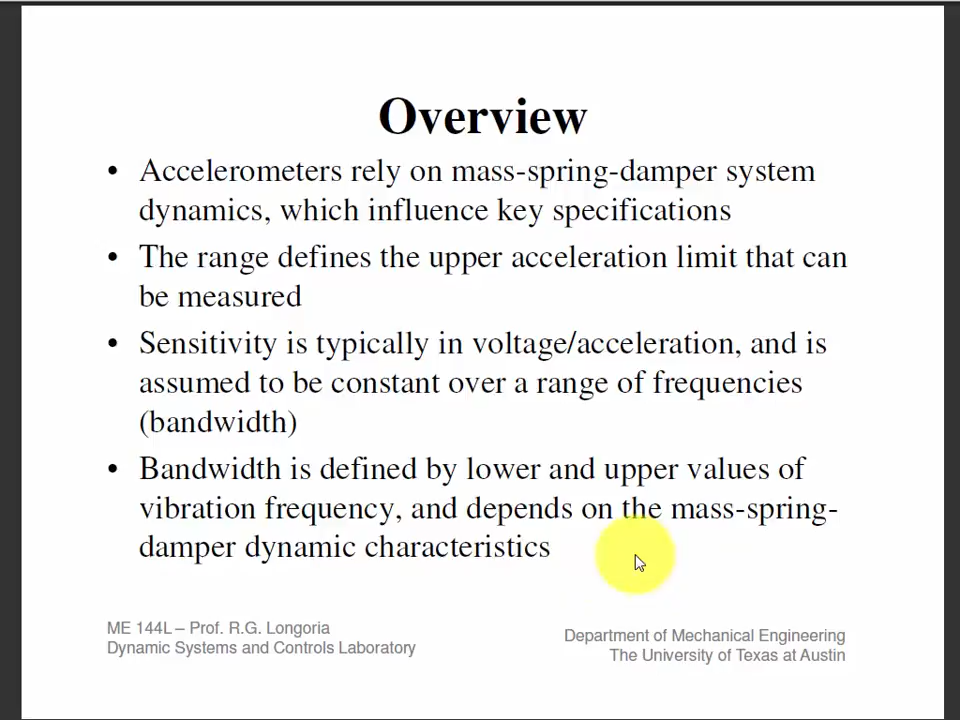 Overview
• Accelerometers rely on mass-spring-damper system
dynamics, which influence key specifications
• The range defines the upper acceleration limit that can
be measured
• Sensitivity is typically in voltage/acceleration, and is
assumed to be constant over a range of frequencies
(bandwidth)
• Bandwidth is defined by lower and upper values of
vibration frequency, and depends on the mass-spring-
damper dynamic characteristics
ME 144L – Prof. R.G. Longoria
Dynamic Systems and Controls Laboratory
Department of Mechanical Engineering
The University of Texas at Austin